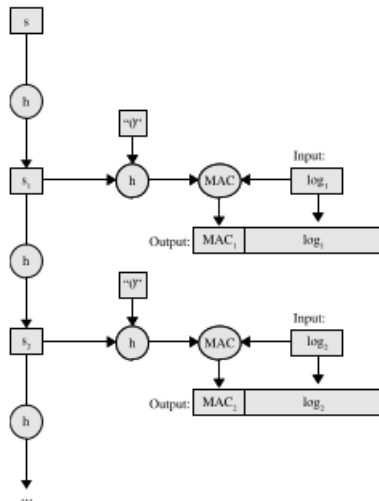 s
h
"0"
s₁
h
MAC
Input:
log₁
Output:
MAC₁
log₁
h
"0"
s₂
h
MAC
Input:
log₂
Output:
MAC₂
log₂
h
...